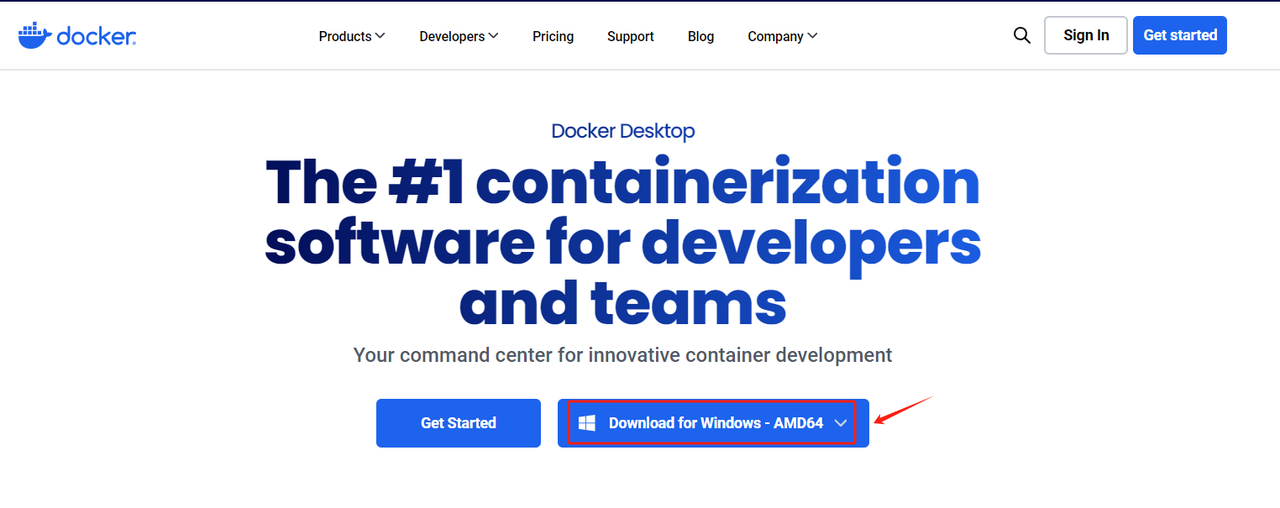 docker
Products
Developers
Pricing
Support
Blog
Company
Sign In
Get started
Docker Desktop
The #1 containerization
software for developers
and teams
Your command center for innovative container development
Get Started
Download for Windows - AMD64